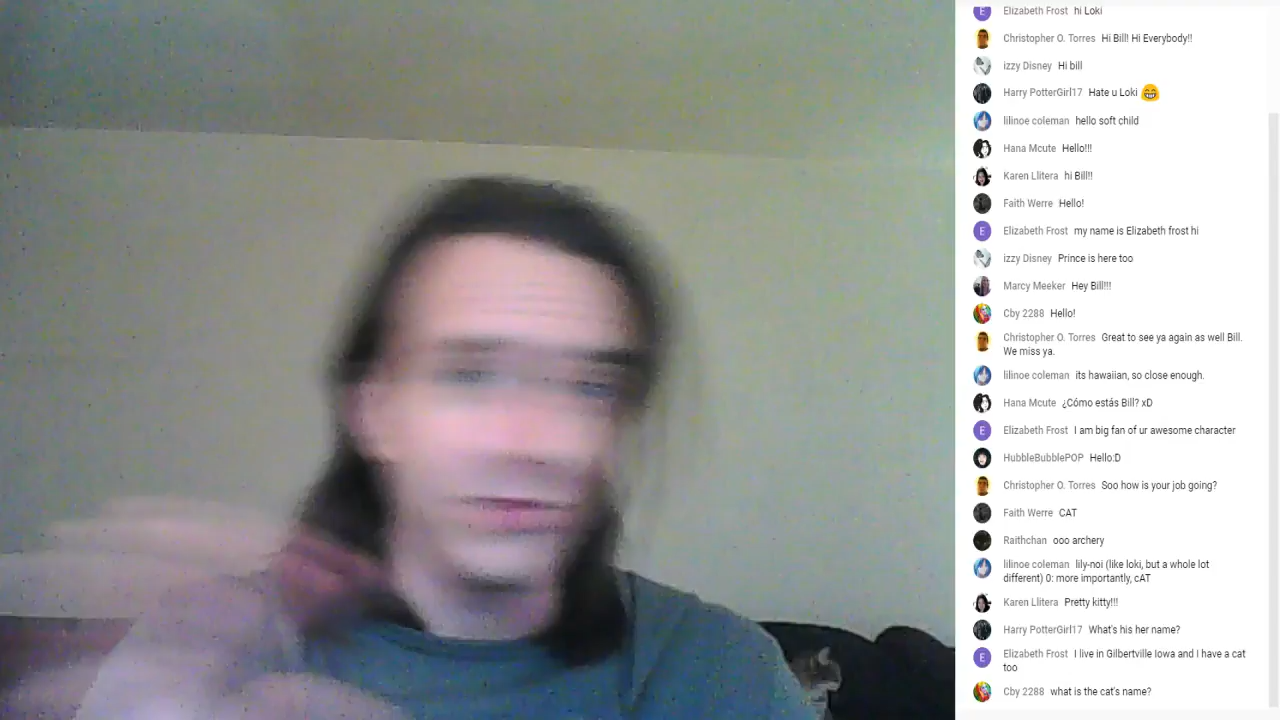 E Elizabeth Frost hi Loki
Christopher O. Torres Hi Bill! Hi Everybody!!
izzy Disney Hi bill
Harry PotterGirl17 Hate u Loki 😁
lilinoe coleman hello soft child
Hana Mcute Hello!!!
Karen Llitera hi Bill!!
Faith Werre Hello!
E Elizabeth Frost my name is Elizabeth frost hi
izzy Disney Prince is here too
Marcy Meeker Hey Bill!!!
Cby 2288 Hello!
Christopher O. Torres Great to see ya again as well Bill.
We miss ya.
lilinoe coleman its hawaiian, so close enough.
Hana Mcute ¿Cómo estás Bill? xD
E Elizabeth Frost I am big fan of ur awesome character
HubbleBubblePOP Hello:D
Christopher O. Torres Soo how is your job going?
Faith Werre CAT
Raithchan ooo archery
lilinoe coleman lily-noi (like loki, but a whole lot
different) 0: more importantly, cAT
Karen Llitera Pretty kitty!!!
Harry PotterGirl17 What's his her name?
E Elizabeth Frost I live in Gilbertville Iowa and I have a cat
too
Cby 2288 what is the cat's name?